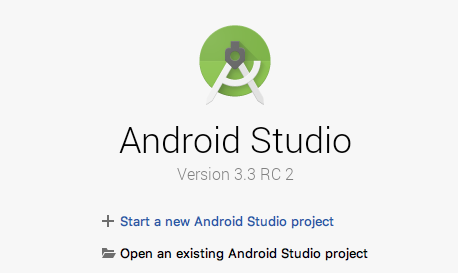 Android Studio
Version 3.3 RC 2
Start a new Android Studio project
Open an existing Android Studio project